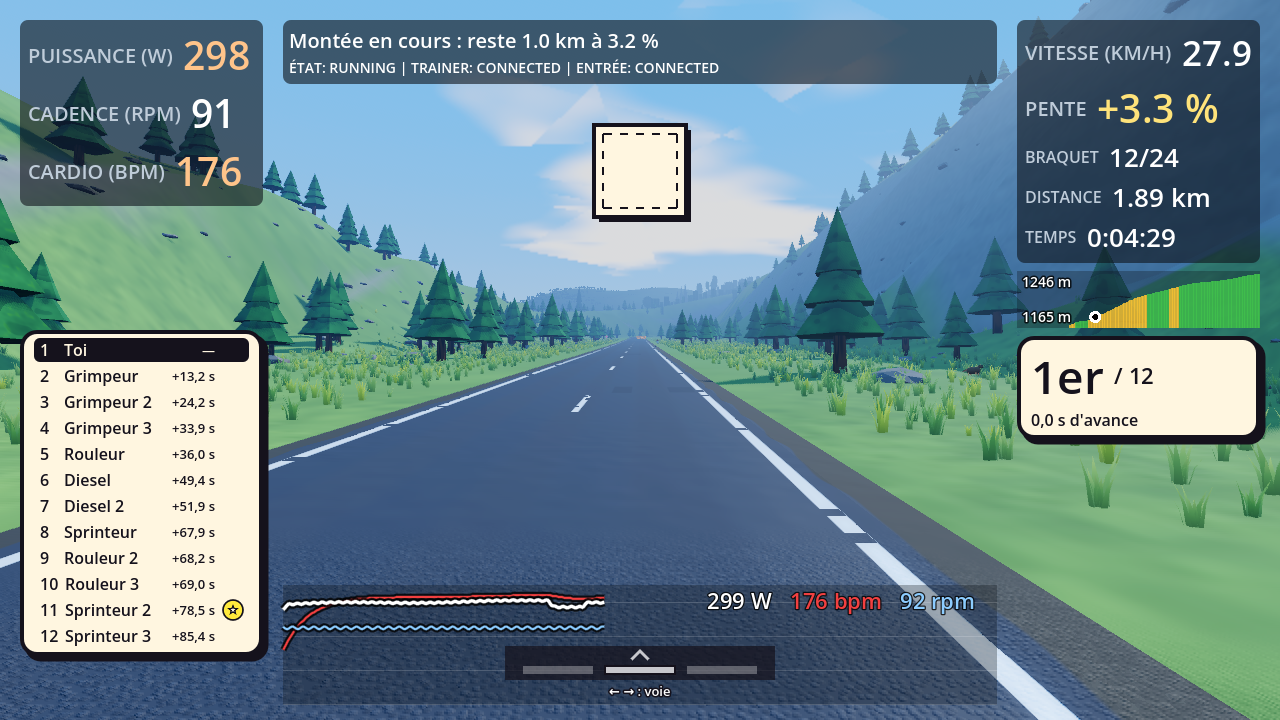 PUISSANCE (W) 298
CADENCE (RPM) 91
CARDIO (BPM) 176
Montée en cours : reste 1.0 km à 3.2 %
ÉTAT: RUNNING | TRAINER: CONNECTED | ENTRÉE: CONNECTED
VITESSE (KM/H) 27.9
PENTE +3.3 %
BRAQUET 12/24
DISTANCE 1.89 km
TEMPS 0:04:29
1246 m
1165 m
1er / 12
0,0 s d'avance
1 Toi —
2 Grimpeur +13,2 s
3 Grimpeur 2 +24,2 s
4 Grimpeur 3 +33,9 s
5 Rouleur +36,0 s
6 Diesel +49,4 s
7 Diesel 2 +51,9 s
8 Sprinteur +67,9 s
9 Rouleur 2 +68,2 s
10 Rouleur 3 +69,0 s
11 Sprinteur 2 +78,5 s
12 Sprinteur 3 +85,4 s
299 W 176 bpm 92 rpm
← → : voie